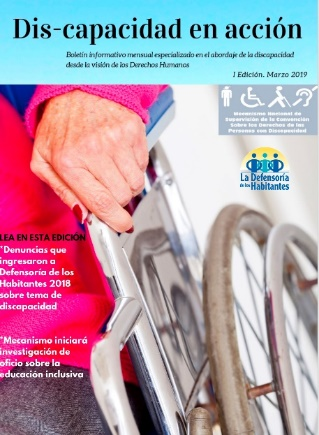 Dis-capacidad en acción
Boletín informativo mensual especializado en el abordaje de la discapacidad
desde la visión de los Derechos Humanos
1 Edición. Marzo 2019
Mecanismo Nacional de
Supervisión de la Convención
Sobre los Derechos de las
Personas con Discapacidad
La Defensoría
de los Habitantes
LEA EN ESTA EDICIÓN
*Denuncias que
ingresaron a
Defensoría de los
Habitantes 2018
sobre tema de
discapacidad
*Mecanismo iniciará
investigación de
oficio sobre la
educación inclusiva